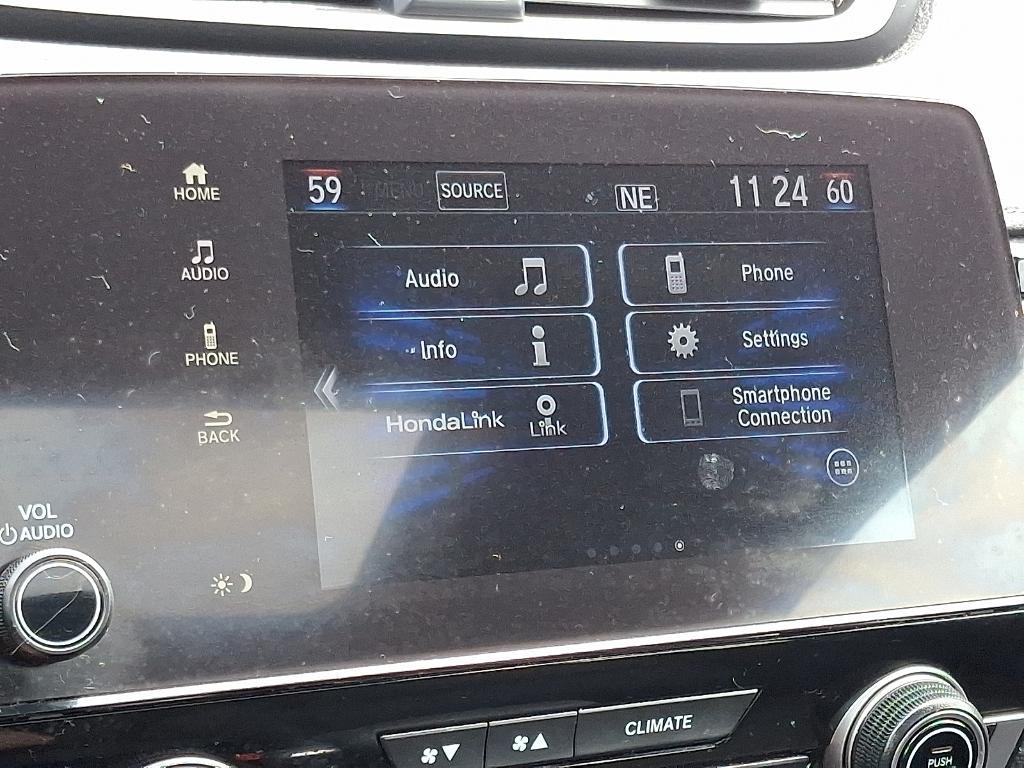 HOME
AUDIO
PHONE
BACK
VOL
AUDIO
59 MENU SOURCE NE 11 24 60
Audio
Phone
Info
Settings
HondaLink
Link
Smartphone
Connection
CLIMATE
PUSH